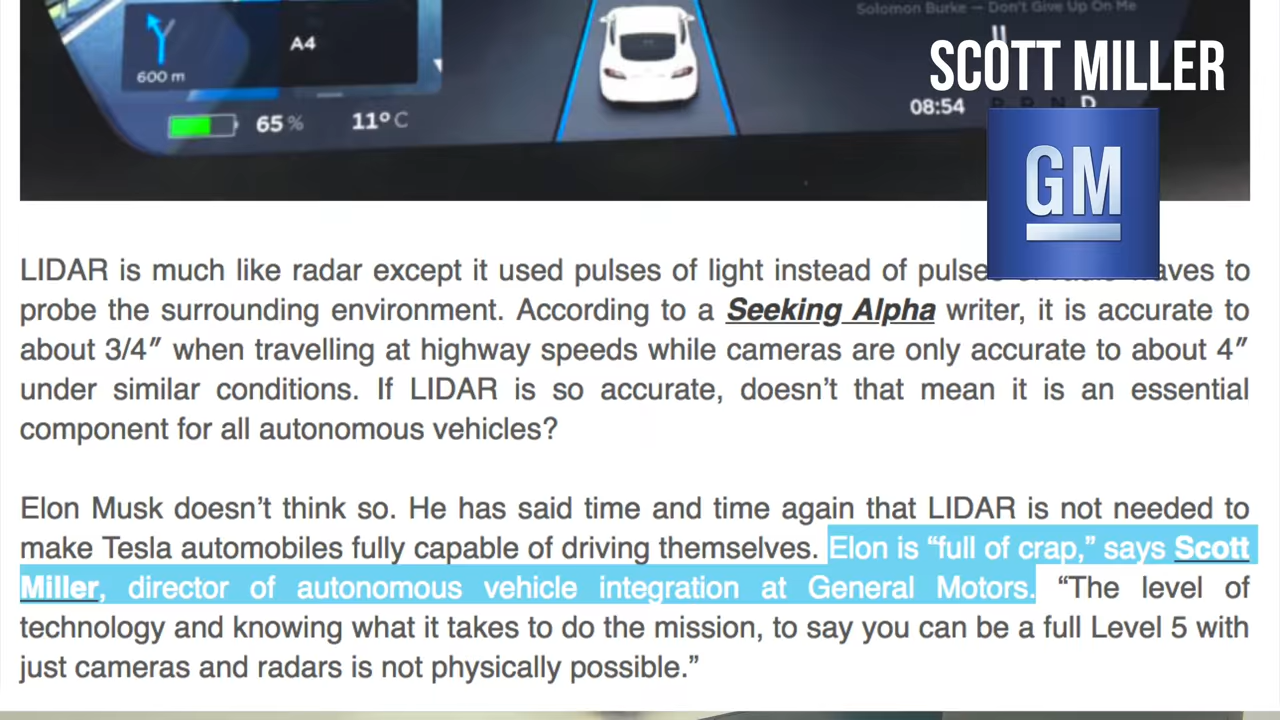 Solomon Burke — Don't Give Up On Me
SCOTT MILLER
A4
600 m
65 %
11º C
08:54
D
GM
LIDAR is much like radar except it used pulses of light instead of to
probe the surrounding environment. According to a Seeking Alpha writer, it is accurate to
about 3/4″ when travelling at highway speeds while cameras are only accurate to about 4″
under similar conditions. If LIDAR is so accurate, doesn’t that mean it is an essential
component for all autonomous vehicles?
Elon Musk doesn’t think so. He has said time and time again that LIDAR is not needed to
make Tesla automobiles fully capable of driving themselves. Elon is “full of crap,” says Scott
Miller, director of autonomous vehicle integration at General Motors. “The level of
technology and knowing what it takes to do the mission, to say you can be a full Level 5 with
just cameras and radars is not physically possible.”